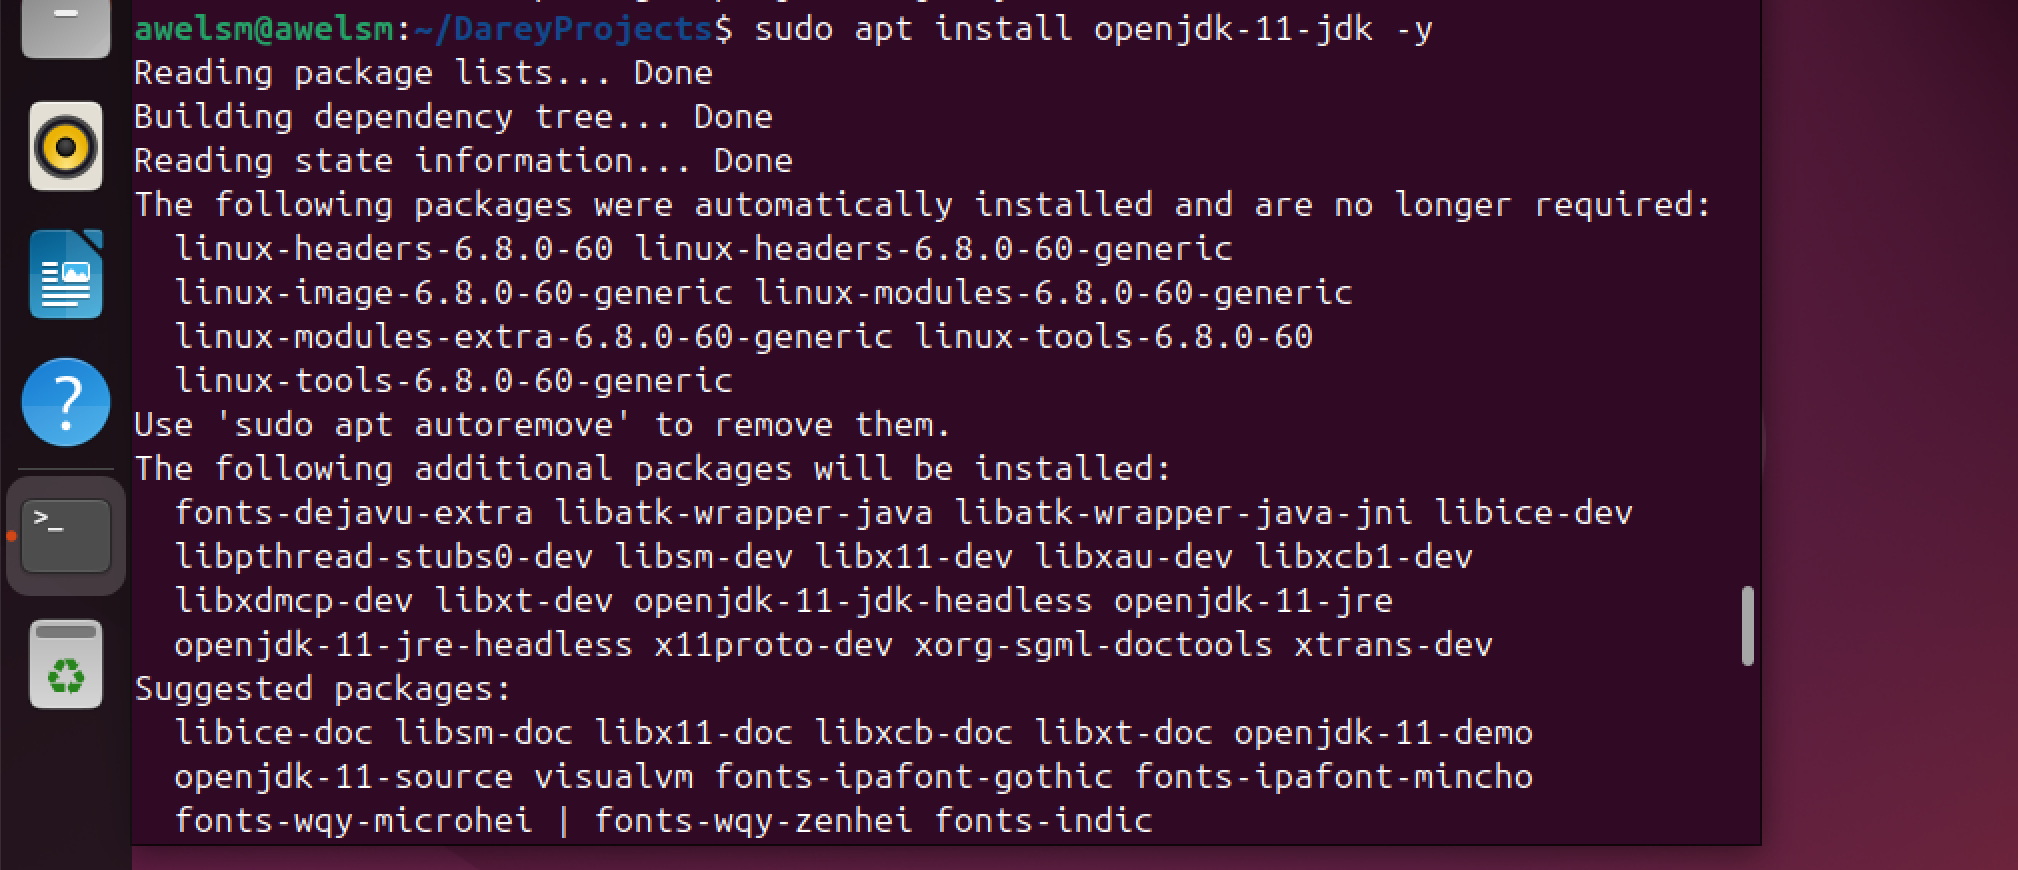 awelsm@awelsm:~/DareyProjects$ sudo apt install openjdk-11-jdk -y
Reading package lists... Done
Building dependency tree... Done
Reading state information... Done
The following packages were automatically installed and are no longer required:
  linux-headers-6.8.0-60 linux-headers-6.8.0-60-generic
  linux-image-6.8.0-60-generic linux-modules-6.8.0-60-generic
  linux-modules-extra-6.8.0-60-generic linux-tools-6.8.0-60
  linux-tools-6.8.0-60-generic
Use 'sudo apt autoremove' to remove them.
The following additional packages will be installed:
  fonts-dejavu-extra libatk-wrapper-java libatk-wrapper-java-jni libice-dev
  libpthread-stubs0-dev libsm-dev libx11-dev libxau-dev libxcb1-dev
  libxdmcp-dev libxt-dev openjdk-11-jdk-headless openjdk-11-jre
  openjdk-11-jre-headless x11proto-dev xorg-sgml-doctools xtrans-dev
Suggested packages:
  libice-doc libsm-doc libx11-doc libxcb-doc libxt-doc openjdk-11-demo
  openjdk-11-source visualvm fonts-ipafont-gothic fonts-ipafont-mincho
  fonts-wqy-microhei | fonts-wqy-zenhei fonts-indic